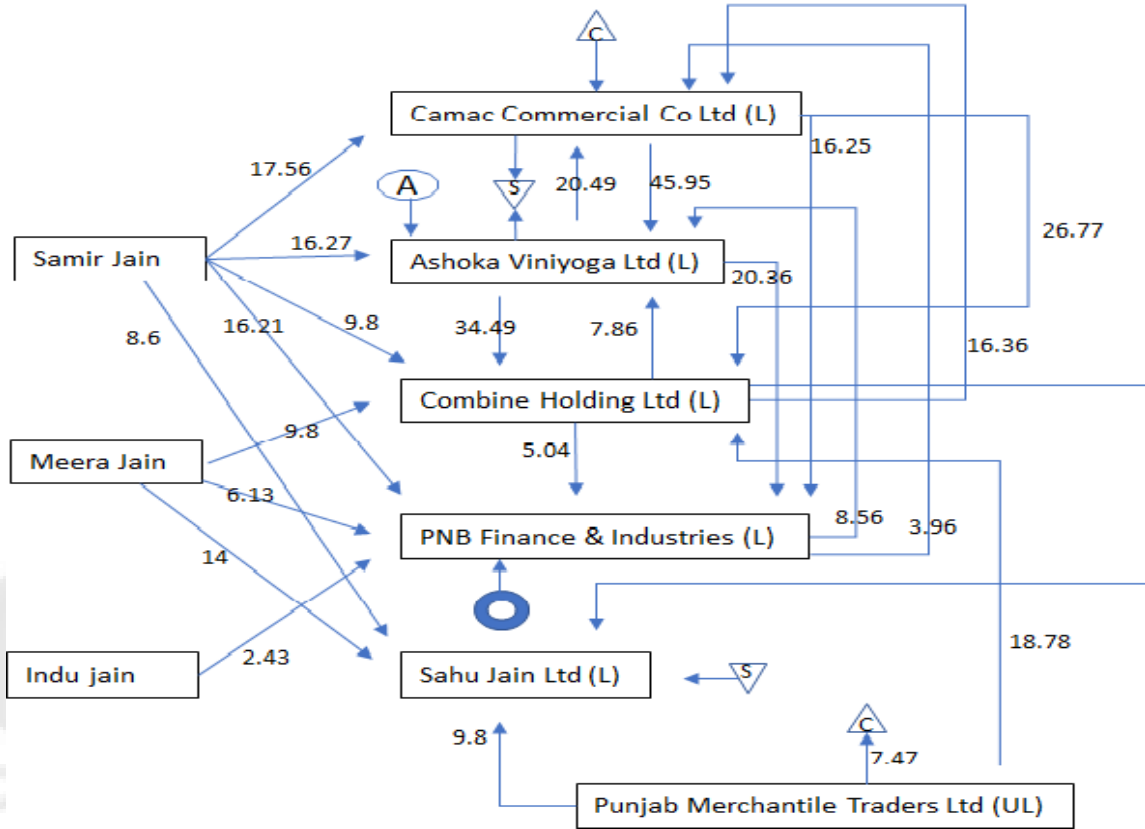 C
Camac Commercial Co Ltd (L)
16.25
17.56
A
S
20.49
45.95
26.77
Samir Jain
16.27
Ashoka Viniyoga Ltd (L)
20.36
8.6
16.21
9.8
34.49
7.86
16.36
Combine Holding Ltd (L)
9.8
5.04
Meera Jain
6.13
8.56
3.96
PNB Finance & Industries (L)
14
18.78
Indu jain
2.43
Sahu Jain Ltd (L)
S
9.8
C
7.47
Punjab Merchantile Traders Ltd (UL)